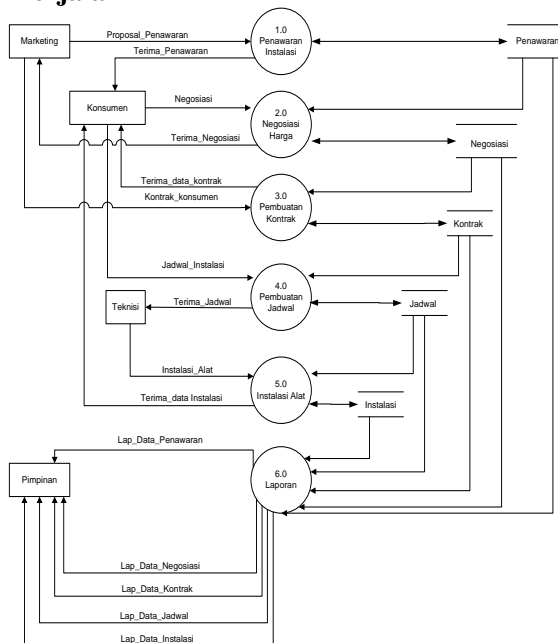 Marketing
Proposal_Penawaran
1.0
Penawaran
Instalasi
Penawaran
Terima_Penawaran
Konsumen
Negosiasi
2.0
Negosiasi
Harga
Terima_Negosiasi
Negosiasi
Terima_data_kontrak
3.0
Pembuatan
Kontrak
Kontrak_konsumen
Kontrak
Jadwal_Instalasi
4.0
Pembuatan
Jadwal
Teknisi
Terima_Jadwal
Jadwal
Instalasi_Alat
5.0
Instalasi Alat
Terima_data Instalasi
Instalasi
Lap_Data_Penawaran
Pimpinan
6.0
Laporan
Lap_Data_Negosiasi
Lap_Data_Kontrak
Lap_Data_Jadwal
Lap_Data_Instalasi